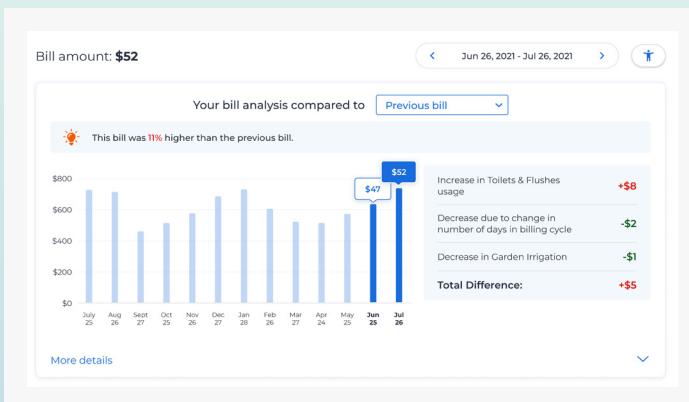 Bill amount: $52
Jun 26, 2021 - Jul 26, 2021
Your bill analysis compared to Previous bill
This bill was 11% higher than the previous bill.
$800
$600
$400
$200
$0
$47
$52
July 25
Aug 26
Sept 27
Oct 25
Nov 26
Dec 27
Jan 28
Feb 26
Mar 27
Apr 24
May 25
Jun 25
Jul 26
Increase in Toilets & Flushes
usage
+$8
Decrease due to change in
number of days in billing cycle
-$2
Decrease in Garden Irrigation
-$1
Total Difference:
+$5
More details